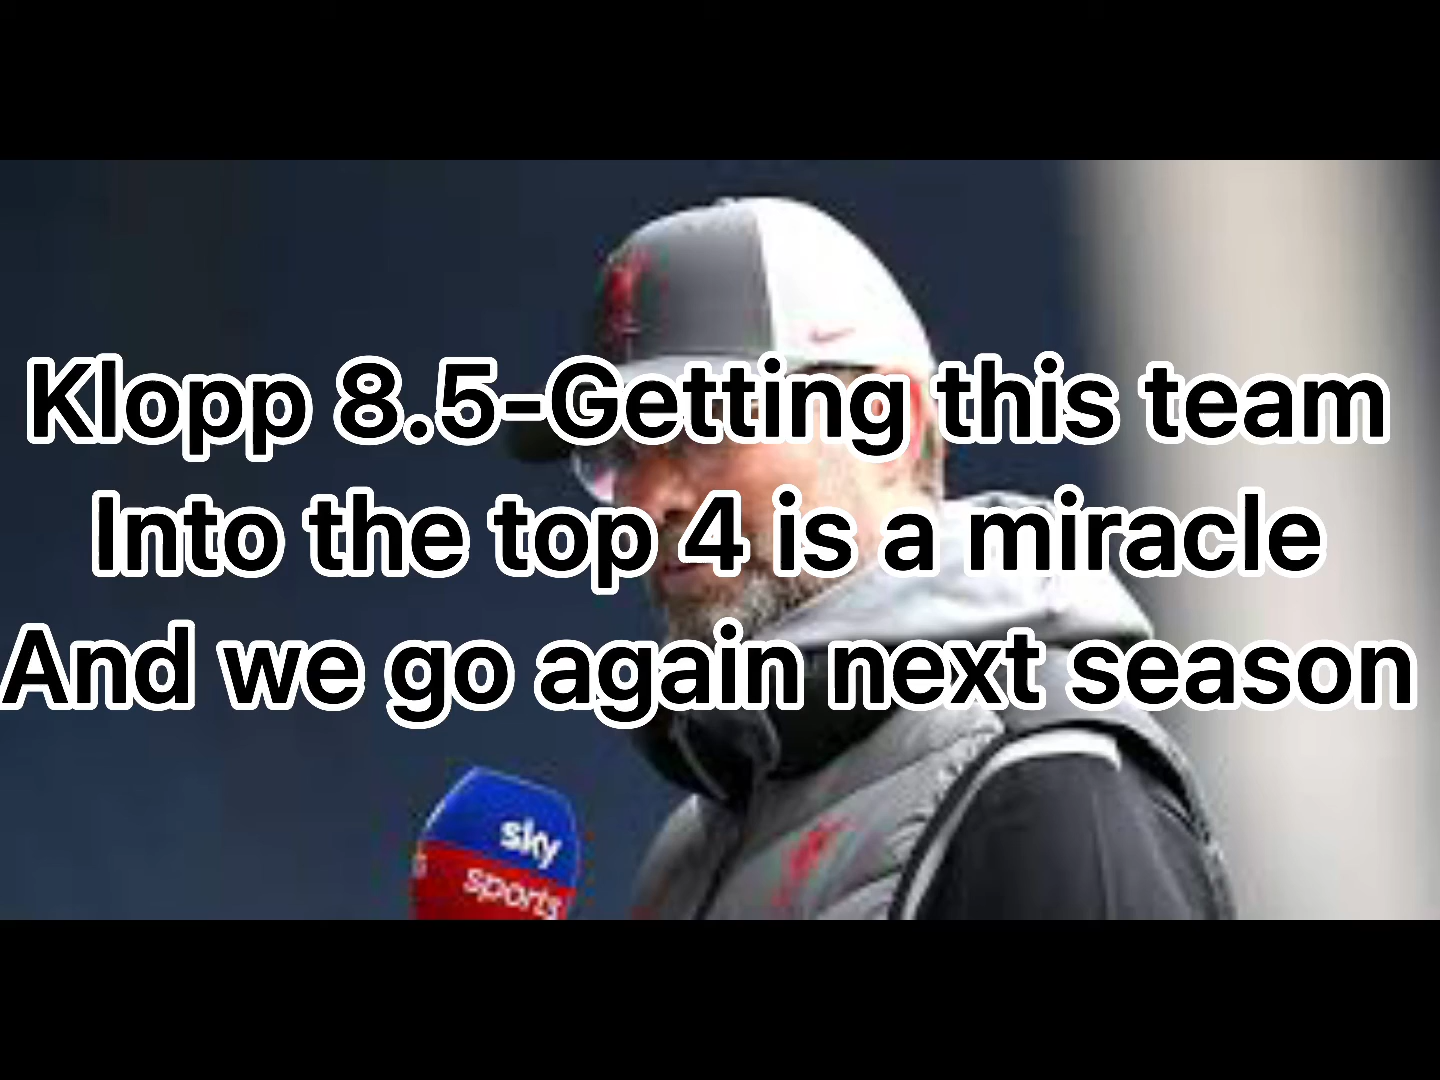 Klopp 8.5-Getting this team
Into the top 4 is a miracle
And we go again next season
sky
sports